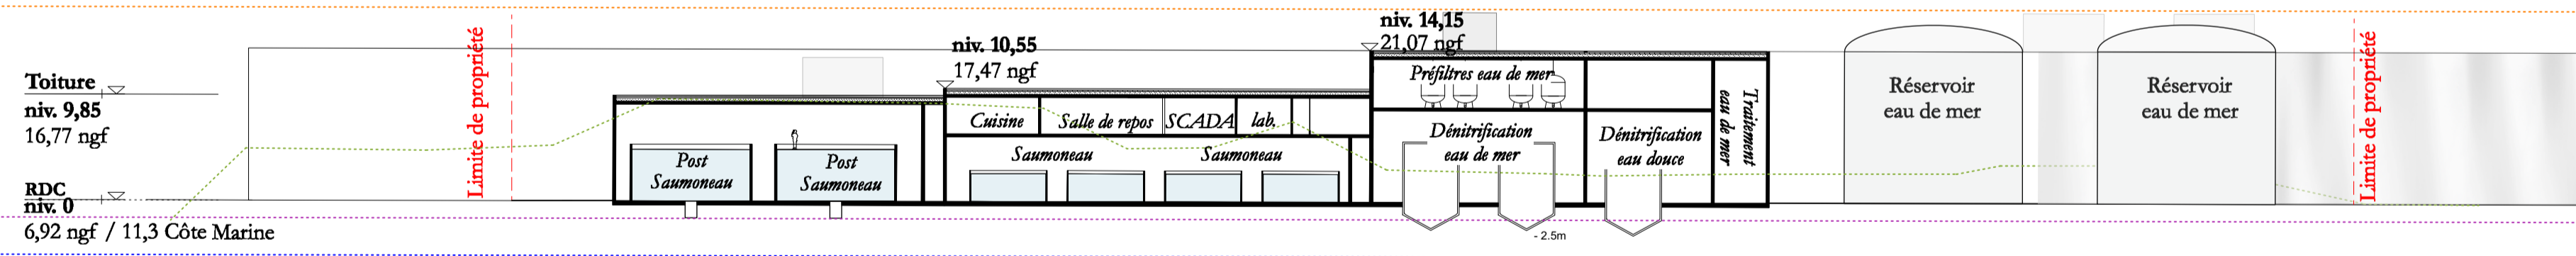 Toiture
niv. 9,85
16,77 ngf
RDC
niv. 0
6,92 ngf / 11,3 Côte Marine
Limite de propriété
Post
Saumoneau
Post
Saumoneau
niv. 10,55
17,47 ngf
Cuisine
Salle de repos
SCADA
lab.
Saumoneau
Saumoneau
niv. 14,15
21,07 ngf
Préfiltres eau de mer
Dénitrification
eau de mer
Dénitrification
eau douce
Traitement
eau de mer
- 2.5m
Réservoir
eau de mer
Réservoir
eau de mer
Limite de propriété